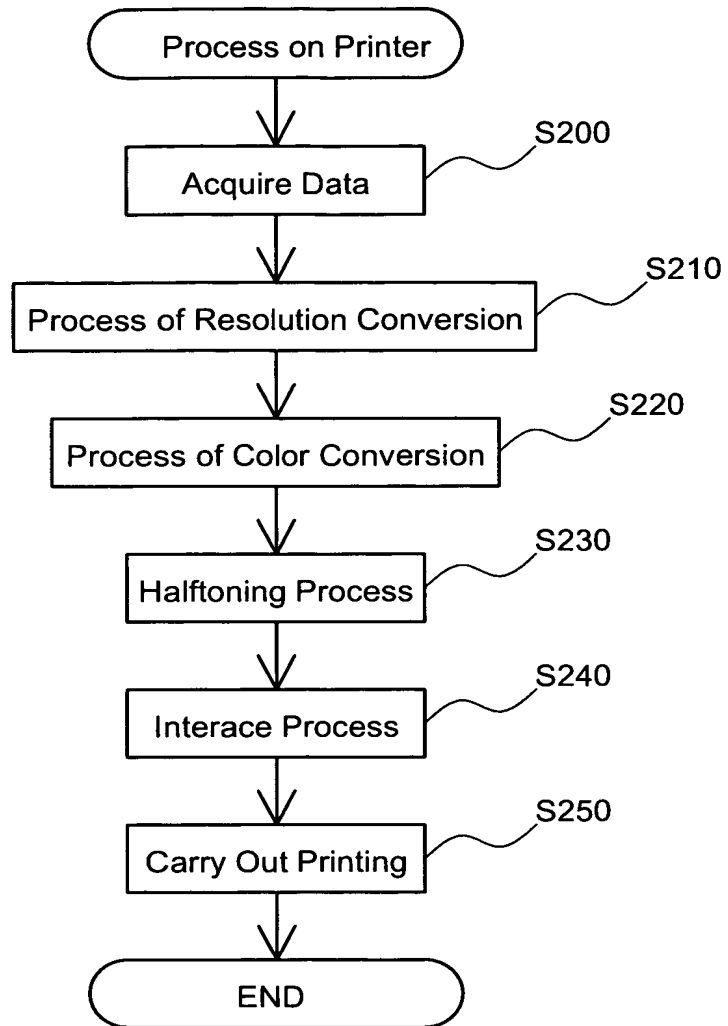 Process on Printer
S200
Acquire Data
S210
Process of Resolution Conversion
S220
Process of Color Conversion
S230
Halftoning Process
S240
Interace Process
S250
Carry Out Printing
END